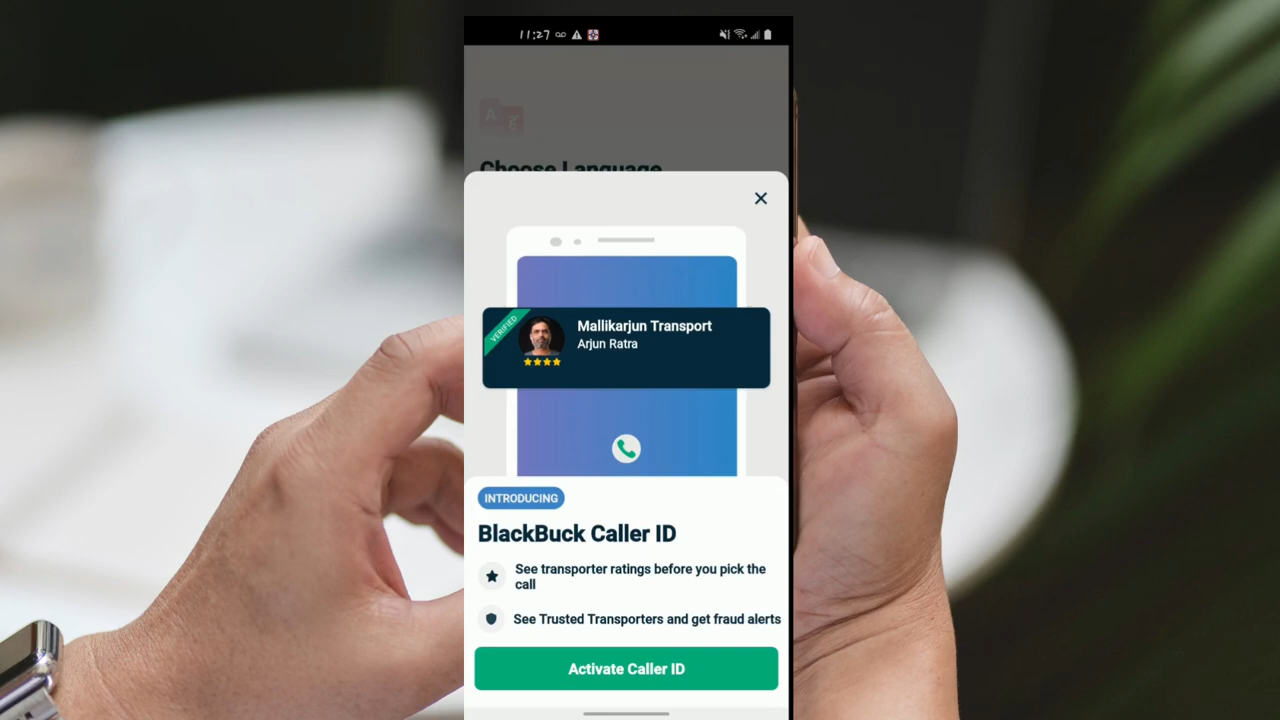 11:27
A ट
Choose Language
VERIFIED
Mallikarjun Transport
Arjun Ratra
INTRODUCING
BlackBuck Caller ID
See transporter ratings before you pick the
call
See Trusted Transporters and get fraud alerts
Activate Caller ID